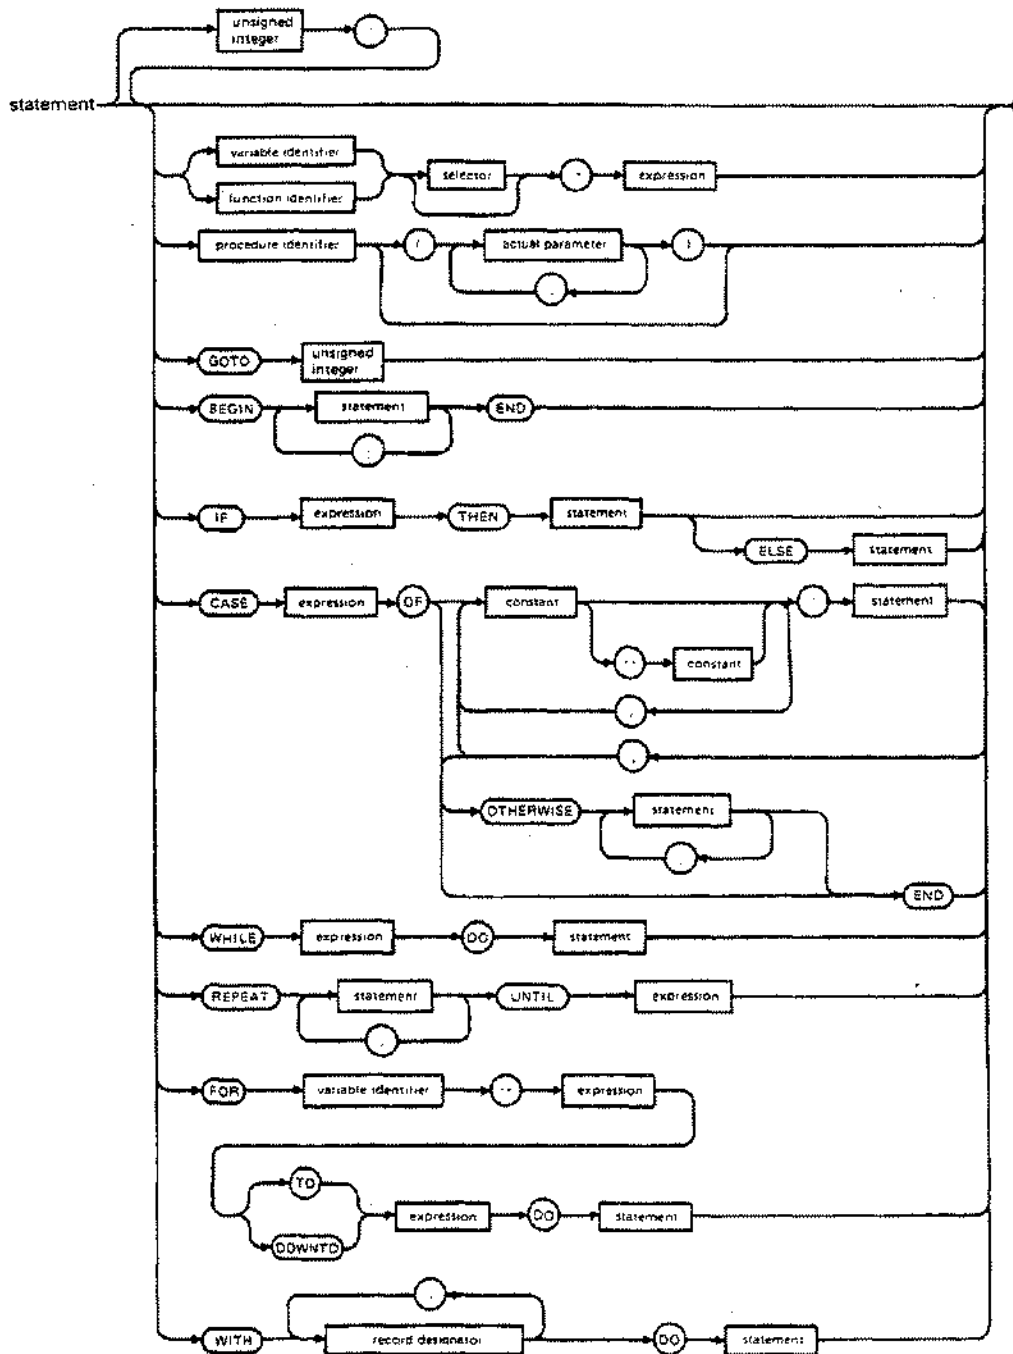 unsigned
integer
statement
variable identifier
selector
expression
function identifier
procedure identifier
(
actual parameter
)
GOTO
unsigned
integer
BEGIN
statement
END
IF
expression
THEN
statement
ELSE
statement
CASE
expression
OF
constant
statement
constant
OTHERWISE
statement
END
WHILE
expression
DO
statement
REPEAT
statement
UNTIL
expression
FOR
variable identifier
expression
TO
DOWNTO
expression
DO
statement
WITH
record designator
DO
statement